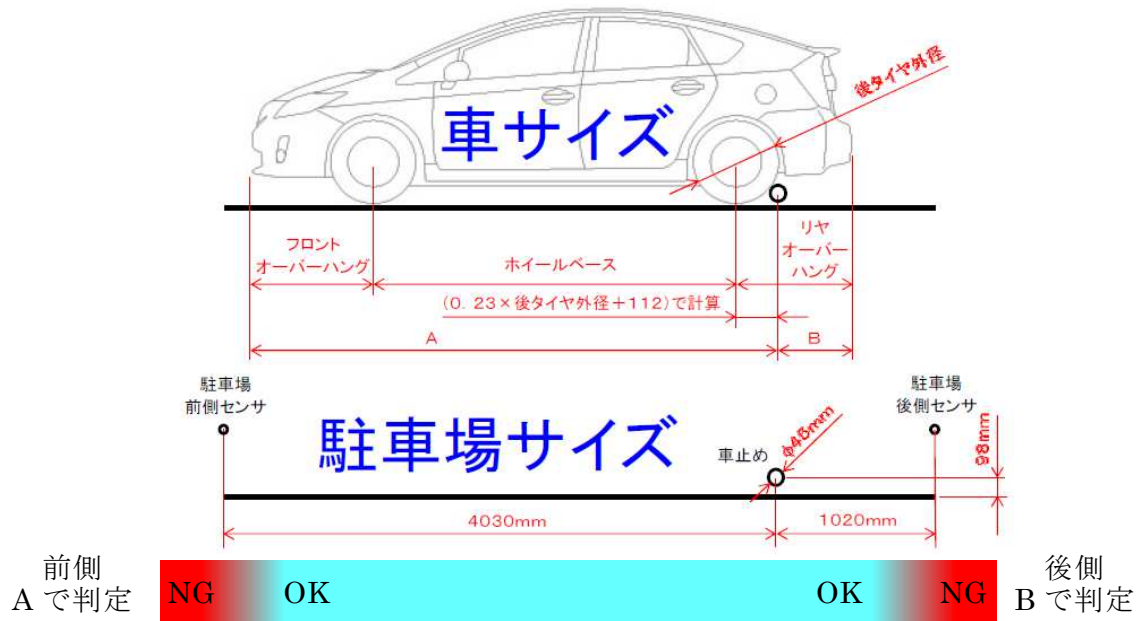 車サイズ
後タイヤ外径
フロント
オーバーハング
ホイールベース
リヤ
オーバー
ハング
(0.23×後タイヤ外径+112)で計算
A
B
駐車場
前側センサ
駐車場サイズ
車止め
φ48mm
駐車場
後側センサ
98mm
4030mm
1020mm
前側
Aで判定
NG
OK
OK
NG
後側
Bで判定